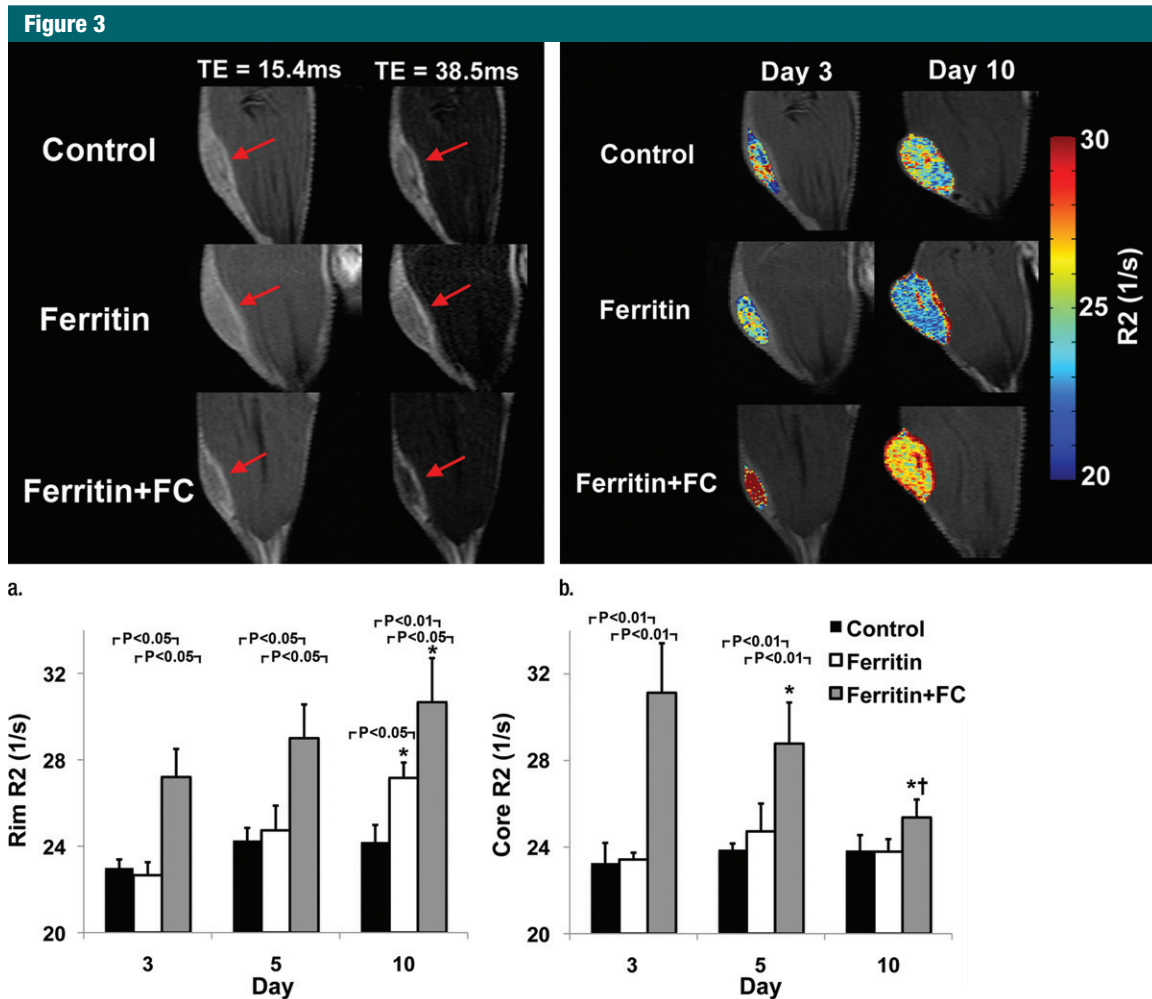 Figure 3
TE = 15.4ms TE = 38.5ms
Control
Ferritin
Ferritin+FC
Day 3 Day 10
Control
Ferritin
Ferritin+FC
30
25
20
R2 (1/s)
a.
P<0.05
P<0.05
P<0.05
P<0.05
P<0.01
P<0.05
*
P<0.05
*
32
28
24
20
Rim R2 (1/s)
3 5 10
Day
b.
P<0.01
P<0.01
P<0.01
P<0.01
*
*†
Control
Ferritin
Ferritin+FC
32
28
24
20
Core R2 (1/s)
3 5 10
Day